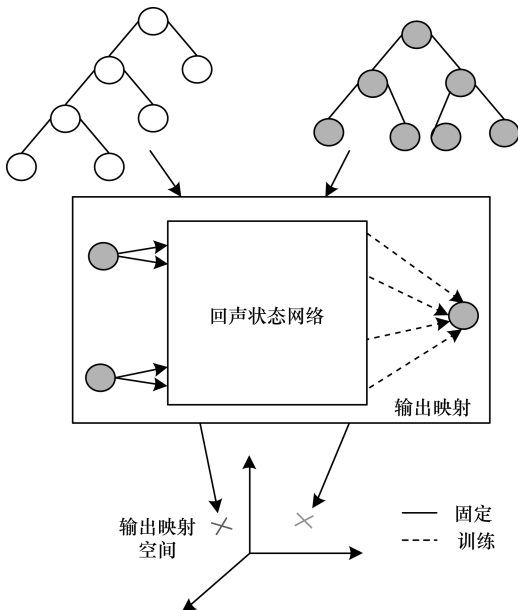 回声状态网络
输出映射
输出映射
空间
固定
训练